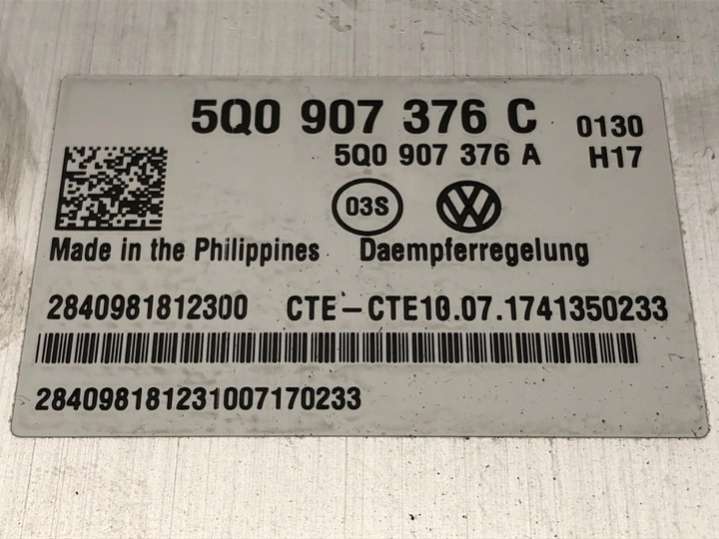 5Q0 907 376 C 0130
5Q0 907 376 A H17
03S
Made in the Philippines Daempferregelung
2840981812300 CTE-CTE10.07.1741350233
284098181231007170233